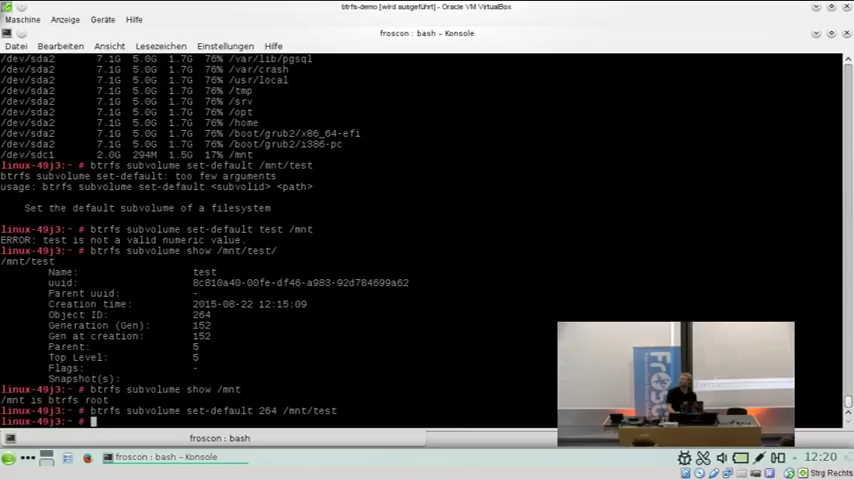 btrfs-demo [wird ausgeführt] - Oracle VM VirtualBox
Maschine Anzeige Geräte Hilfe
froscon : bash – Konsole
Datei Bearbeiten Ansicht Lesezeichen Einstellungen Hilfe
/dev/sda2 7.1G 5.0G 1.7G 76% /var/lib/pgsql
/dev/sda2 7.1G 5.0G 1.7G 76% /var/crash
/dev/sda2 7.1G 5.0G 1.7G 76% /usr/local
/dev/sda2 7.1G 5.0G 1.7G 76% /tmp
/dev/sda2 7.1G 5.0G 1.7G 76% /srv
/dev/sda2 7.1G 5.0G 1.7G 76% /opt
/dev/sda2 7.1G 5.0G 1.7G 76% /home
/dev/sda2 7.1G 5.0G 1.7G 76% /boot/grub2/x86_64-efi
/dev/sda2 7.1G 5.0G 1.7G 76% /boot/grub2/i386-pc
/dev/sdc1 2.0G 294M 1.5G 17% /mnt
linux-49j3:~ # btrfs subvolume set-default /mnt/test
btrfs subvolume set-default: too few arguments
usage: btrfs subvolume set-default <subvolid> <path>
Set the default subvolume of a filesystem
linux-49j3:~ # btrfs subvolume set-default test /mnt
ERROR: test is not a valid numeric value.
linux-49j3:~ # btrfs subvolume show /mnt/test/
/mnt/test
Name: test
uuid: 8c810a40-00fe-df46-a983-92d784699a62
Parent uuid: -
Creation time: 2015-08-22 12:15:09
Object ID: 264
Generation (Gen): 152
Gen at creation: 152
Parent: 5
Top Level: 5
Flags: -
Snapshot(s):
linux-49j3:~ # btrfs subvolume show /mnt
/mnt is btrfs root
linux-49j3:~ # btrfs subvolume set-default 264 /mnt/test
linux-49j3:~ #
froscon : bash
froscon : bash – Konsole
12:20
Strg Rechts